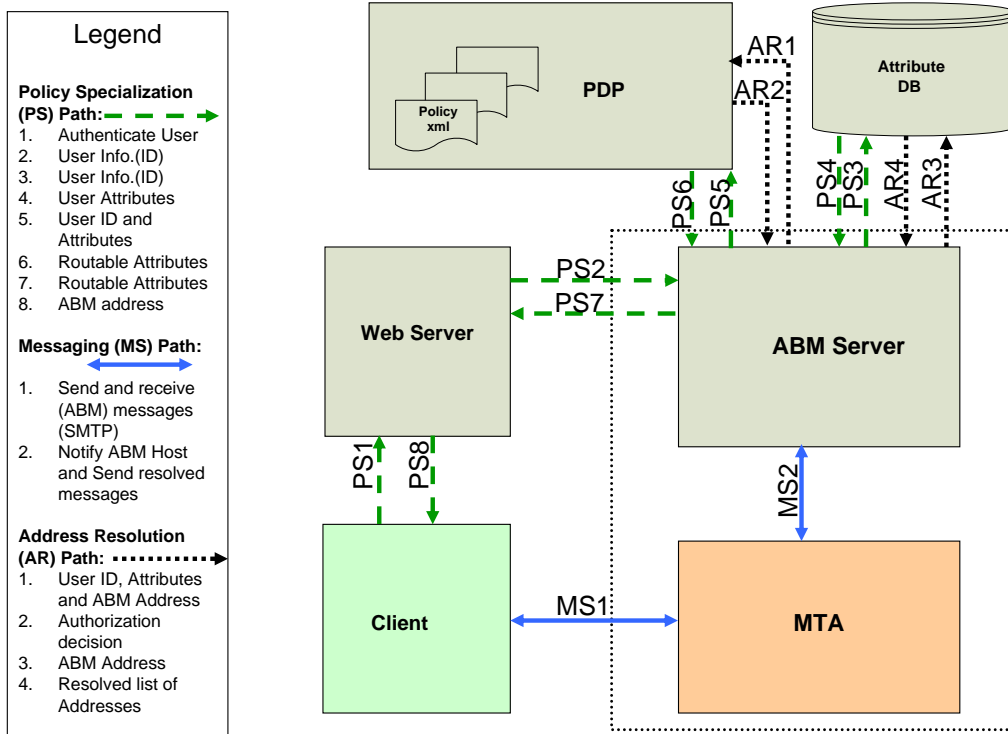 Legend
Policy Specialization
(PS) Path:
1. Authenticate User
2. User Info.(ID)
3. User Info.(ID)
4. User Attributes
5. User ID and
Attributes
6. Routable Attributes
7. Routable Attributes
8. ABM address
Messaging (MS) Path:
1. Send and receive
(ABM) messages
(SMTP)
2. Notify ABM Host
and Send resolved
messages
Address Resolution
(AR) Path:
1. User ID, Attributes
and ABM Address
2. Authorization
decision
3. ABM Address
4. Resolved list of
Addresses
PDP
Policy
xml
AR1
AR2
Attribute
DB
PS6
PS5
PS4
PS3
AR4
AR3
Web Server
PS2
PS7
ABM Server
PS1
PS8
MS2
Client
MS1
MTA